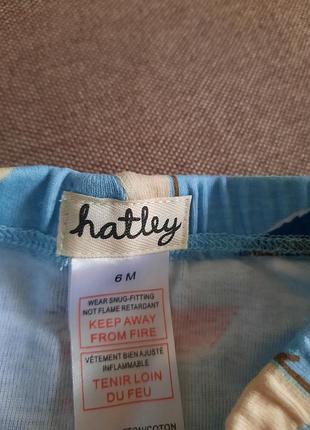 hatley
6 M
WEAR SNUG-FITTING
NOT FLAME RETARDANT
KEEP AWAY
FROM FIRE
VÊTEMENT BIEN AJUSTÉ
INFLAMMABLE
TENIR LOIN
DU FEU